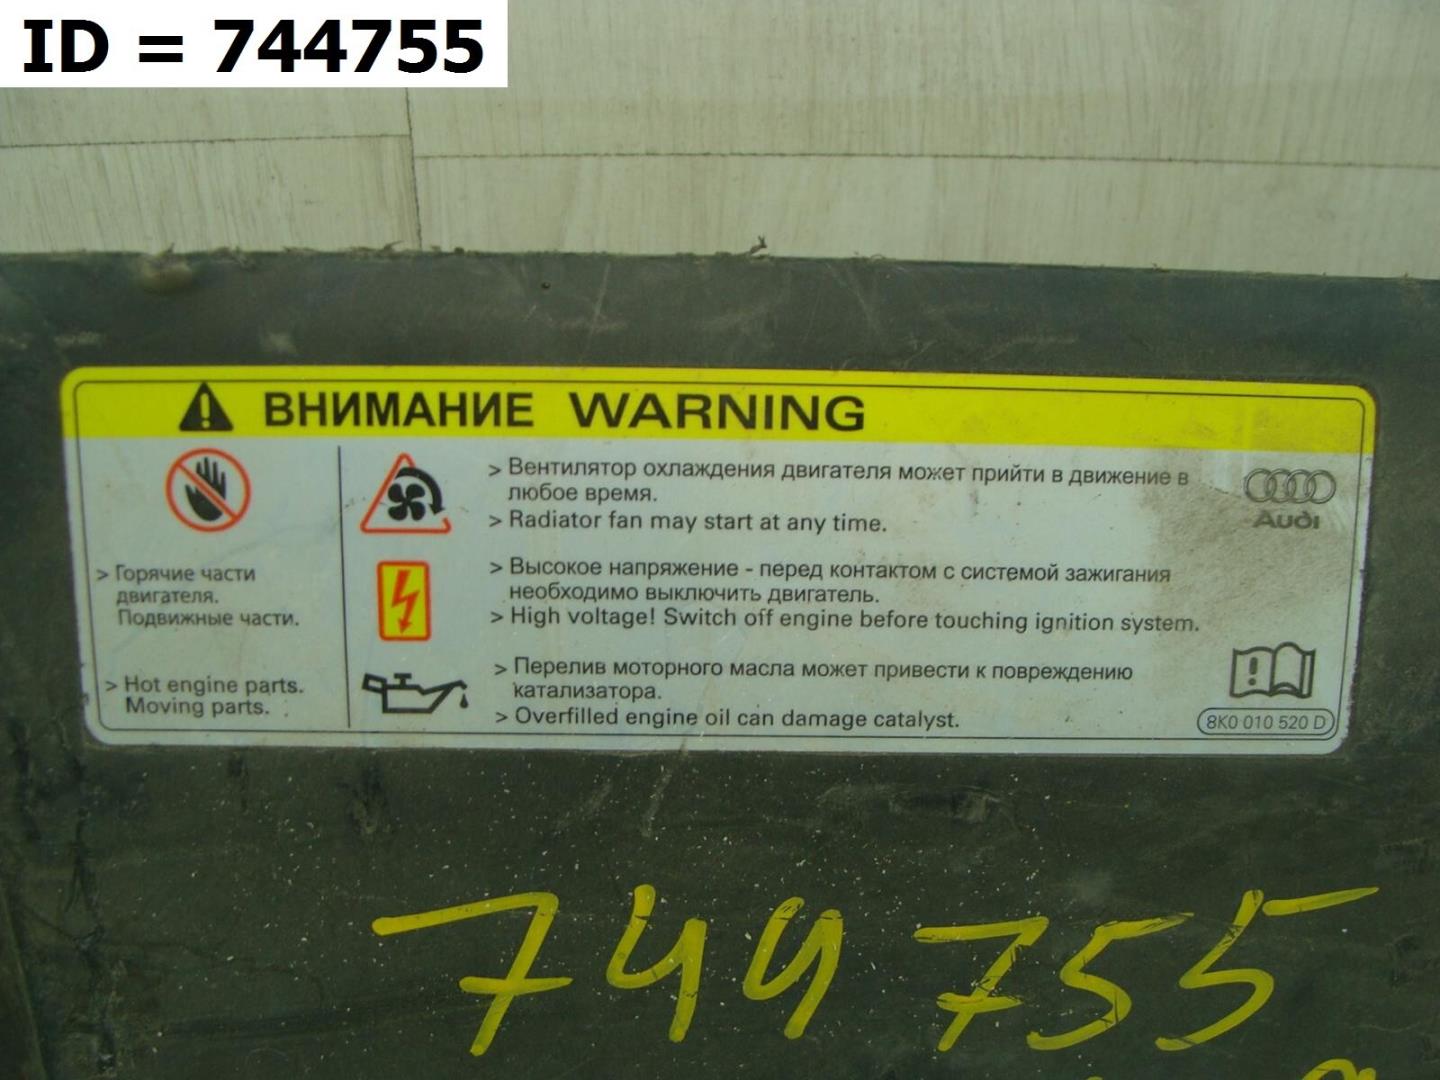 ID = 744755
ВНИМАНИЕ WARNING
> Горячие части
двигателя.
Подвижные части.
> Hot engine parts.
Moving parts.
> Вентилятор охлаждения двигателя может прийти в движение в
любое время.
> Radiator fan may start at any time.
> Высокое напряжение - перед контактом с системой зажигания
необходимо выключить двигатель.
> High voltage! Switch off engine before touching ignition system.
> Перелив моторного масла может привести к повреждению
катализатора.
> Overfilled engine oil can damage catalyst.
Audi
8K0 010 520 D
744755